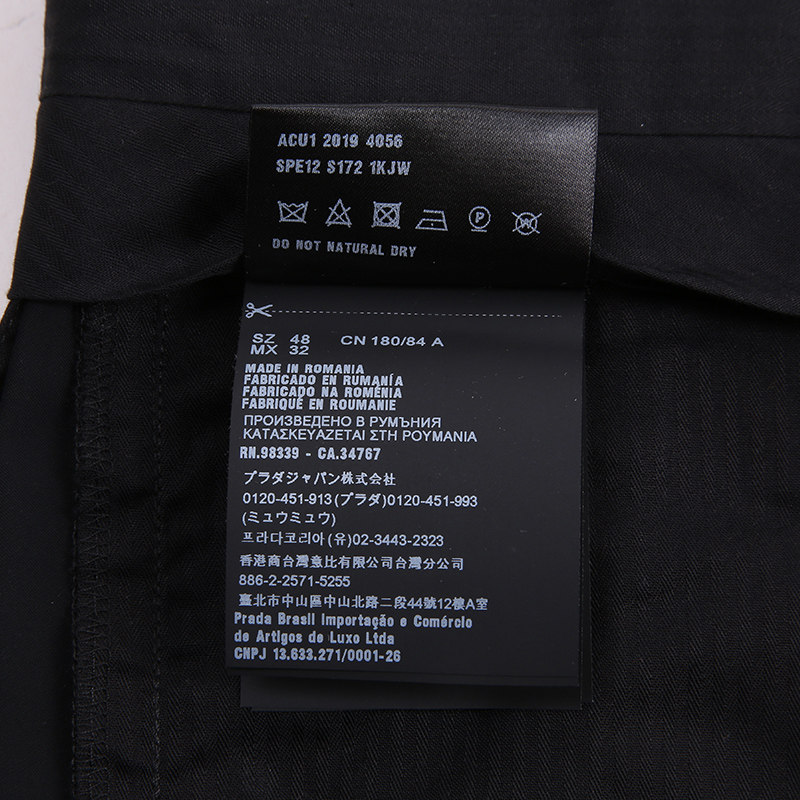 ACU1 2019 4056
SPE12 S172 1KJW
P
W
DO NOT NATURAL DRY
SZ 48 CN 180/84 A
MX 32
MADE IN ROMANIA
FABRICADO EN RUMANÍA
FABRICADO NA ROMÉNIA
FABRIQUÉ EN ROUMANIE
ПРОИЗВЕДЕНО В РУМЪНИЯ
ΚΑΤΑΣΚΕΥΑΖΕΤΑΙ ΣΤΗ ΡΟΥΜΑΝΙΑ
RN.98339 - CA.34767
プラダジャパン株式会社
0120-451-913(プラダ)0120-451-993
(ミュウミュウ)
프라다코리아(유)02-3443-2323
香港商台灣意比有限公司台灣分公司
886-2-2571-5255
臺北市中山區中山北路二段44號12樓A室
Prada Brasil Importação e Comércio
de Artigos de Luxo Ltda
CNPJ 13.633.271/0001-26